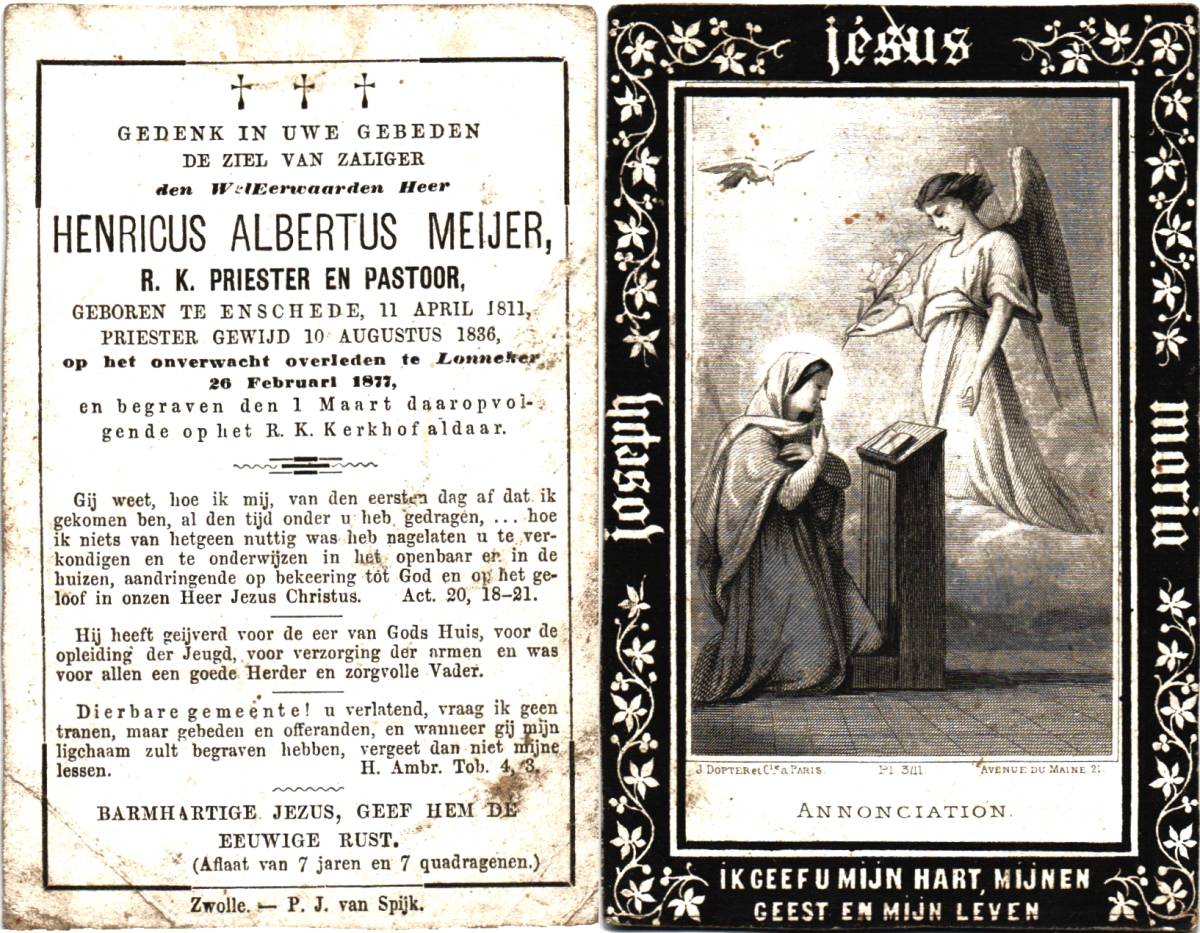 GEDENK IN UWE GEBEDEN
DE ZIEL VAN ZALIGER
den WelEerwaarden Heer
HENRICUS ALBERTUS MEIJER,
R. K. PRIESTER EN PASTOOR,
GEBOREN TE ENSCHEDE, 11 APRIL 1811,
PRIESTER GEWIJD 10 AUGUSTUS 1836,
op het onverwacht overleden te Lonneker
26 Februari 1877,
en begraven den 1 Maart daaropvol-
gende op het R. K. Kerkhof aldaar.
Gij weet, hoe ik mij, van den eersten dag af dat ik
gekomen ben, al den tijd onder u heb gedragen, ... hoe
ik niets van hetgeen nuttig was heb nagelaten u te ver-
kondigen en te onderwijzen in het openbaar en in de
huizen, aandringende op bekeering tot God en op het ge-
loof in onzen Heer Jezus Christus. Act. 20, 18-21.
Hij heeft geijverd voor de eer van Gods Huis, voor de
opleiding der Jeugd, voor verzorging der armen en was
voor allen een goede Herder en zorgvolle Vader.
Dierbare gemeente! u verlatend, vraag ik geen
tranen, maar gebeden en offeranden, en wanneer gij mijn
ligchaam zult begraven hebben, vergeet dan niet mijne
lessen. H. Ambr. Tob. 4, 3.
BARMHARTIGE JEZUS, GEEF HEM DE
EEUWIGE RUST.
(Aflaat van 7 jaren en 7 quadragenen.)
Zwolle. — P. J. van Spijk.
jésus
joseph
maria
J. DOPTER et Cie a PARIS. Pl 341 AVENUE DU MAINE
ANNONCIATION.
IK GEEF U MIJN HART, MIJNEN
GEEST EN MIJN LEVEN